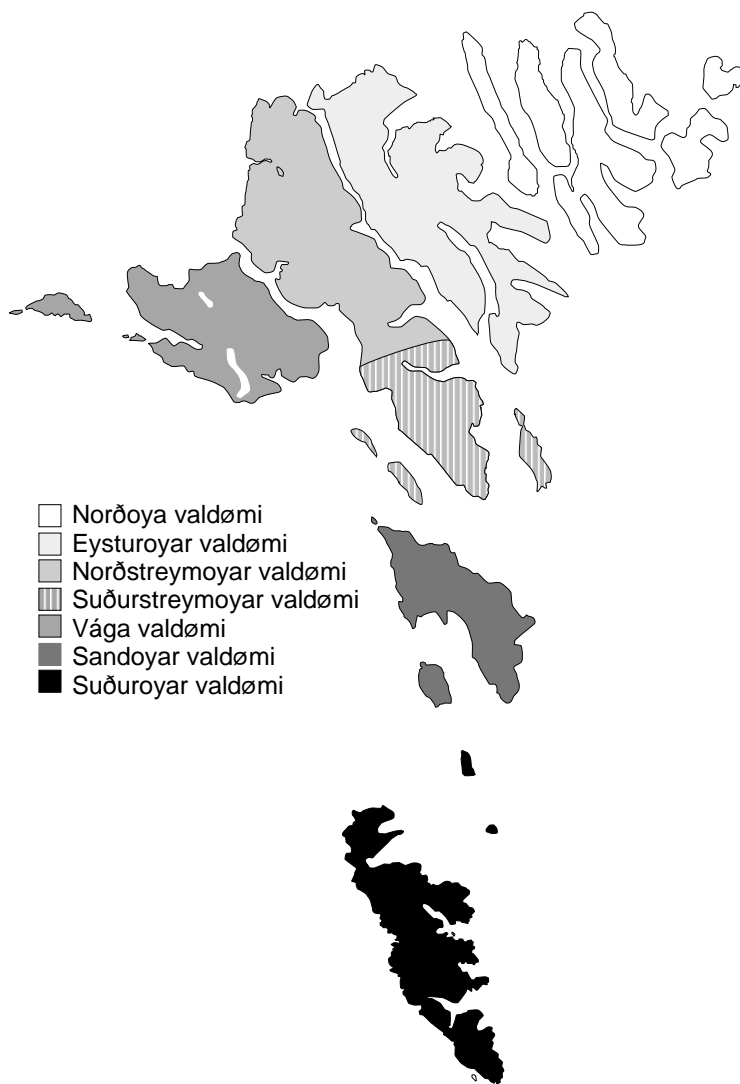 Norðoya valdømi
Eysturoyar valdømi
Norðstreymoyar valdømi
Suðurstreymoyar valdømi
Vága valdømi
Sandoyar valdømi
Suðuroyar valdømi